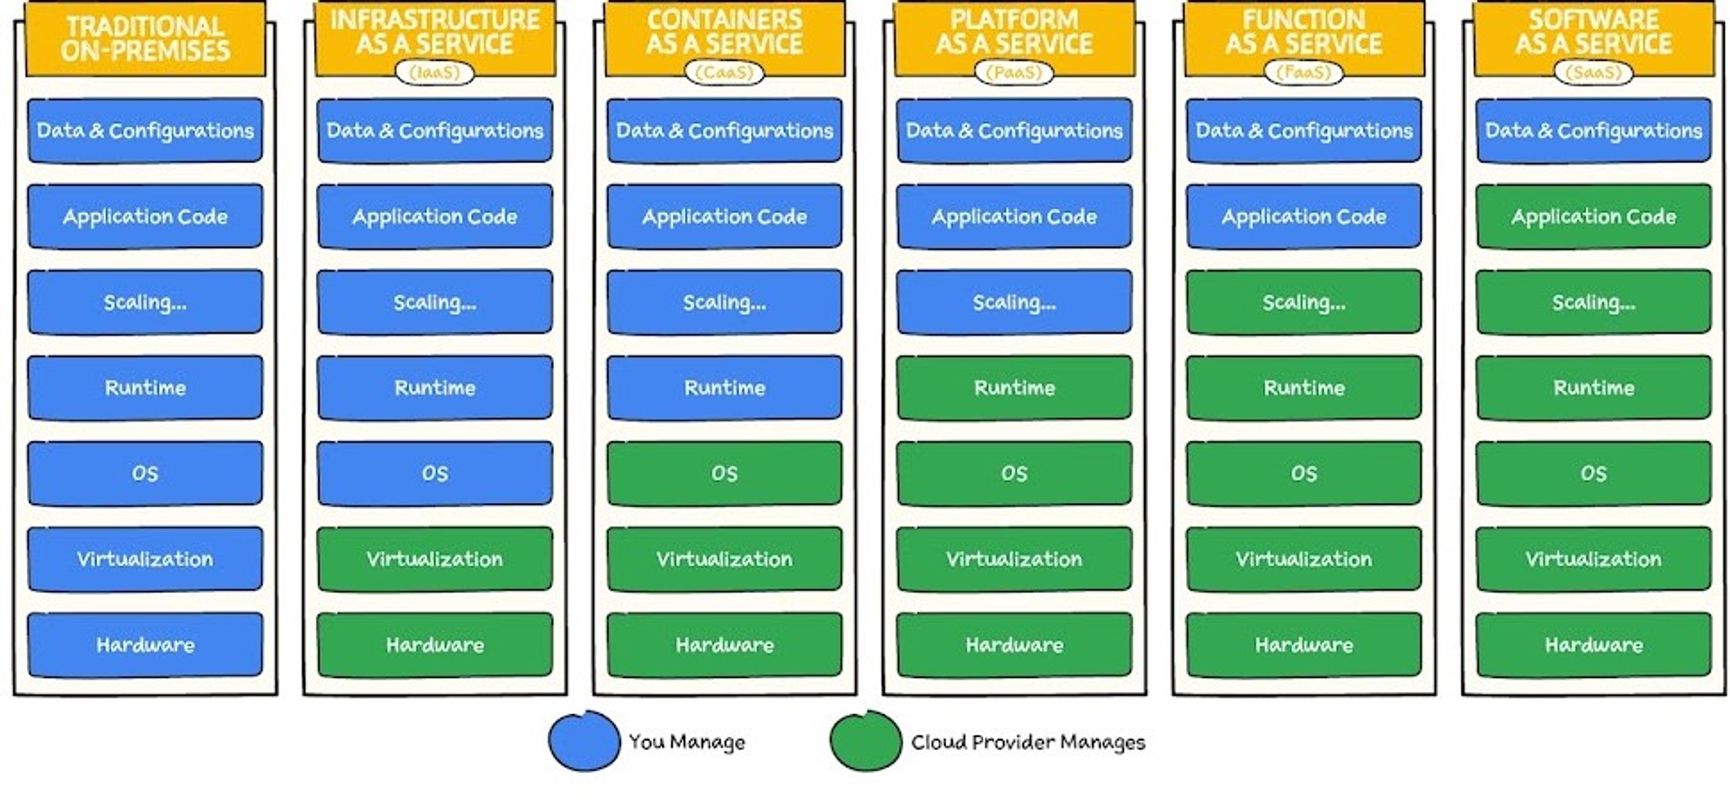 TRADITIONAL
ON-PREMISES
Data & Configurations
Application Code
Scaling...
Runtime
OS
Virtualization
Hardware
INFRASTRUCTURE
AS A SERVICE
(IaaS)
Data & Configurations
Application Code
Scaling...
Runtime
OS
Virtualization
Hardware
CONTAINERS
AS A SERVICE
(CaaS)
Data & Configurations
Application Code
Scaling...
Runtime
OS
Virtualization
Hardware
PLATFORM
AS A SERVICE
(PaaS)
Data & Configurations
Application Code
Scaling...
Runtime
OS
Virtualization
Hardware
FUNCTION
AS A SERVICE
(FaaS)
Data & Configurations
Application Code
Scaling...
Runtime
OS
Virtualization
Hardware
SOFTWARE
AS A SERVICE
(SaaS)
Data & Configurations
Application Code
Scaling...
Runtime
OS
Virtualization
Hardware
You Manage
Cloud Provider Manages